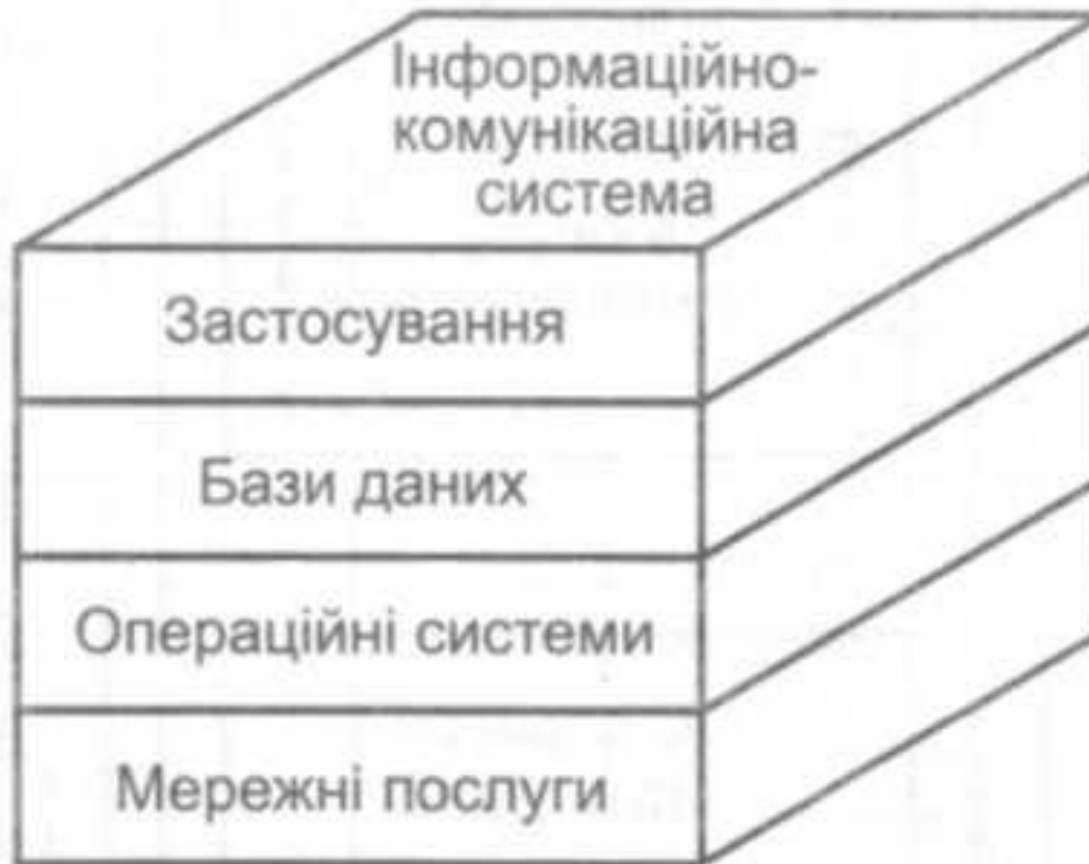 Інформаційно-
комунікаційна
система
Застосування
Бази даних
Операційні системи
Мережні послуги